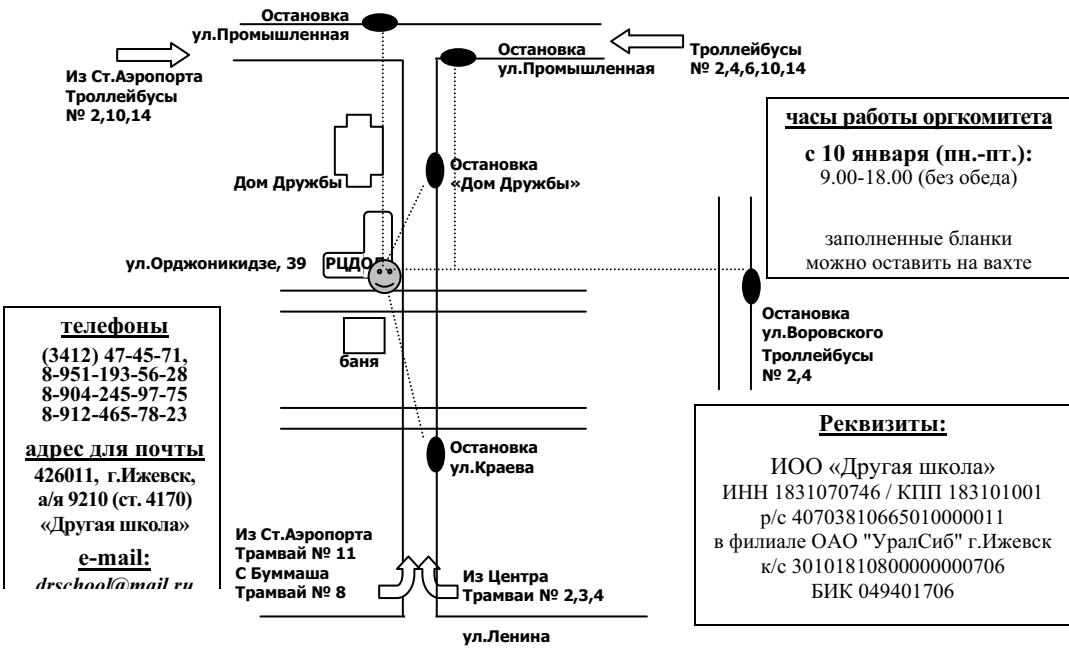 Остановка
ул.Промышленная
Из Ст.Аэропорта
Троллейбусы
№ 2,10,14
Остановка
ул.Промышленная
Троллейбусы
№ 2,4,6,10,14
часы работы оргкомитета
с 10 января (пн.-пт.):
9.00-18.00 (без обеда)
заполненные бланки
можно оставить на вахте
Дом Дружбы
Остановка
«Дом Дружбы»
ул.Орджоникидзе, 39
РЦДОД
баня
Остановка
ул.Воровского
Троллейбусы
№ 2,4
телефоны
(3412) 47-45-71,
8-951-193-56-28
8-904-245-97-75
8-912-465-78-23
адрес для почты
426011, г.Ижевск,
а/я 9210 (ст. 4170)
«Другая школа»
e-mail:
drschool@mail.ru
Остановка
ул.Краева
Из Ст.Аэропорта
Трамвай № 11
С Буммаша
Трамвай № 8
Из Центра
Трамваи № 2,3,4
ул.Ленина
Реквизиты:
ИОО «Другая школа»
ИНН 1831070746 / КПП 183101001
р/с 40703810665010000011
в филиале ОАО "УралСиб" г.Ижевск
к/с 30101810800000000706
БИК 049401706